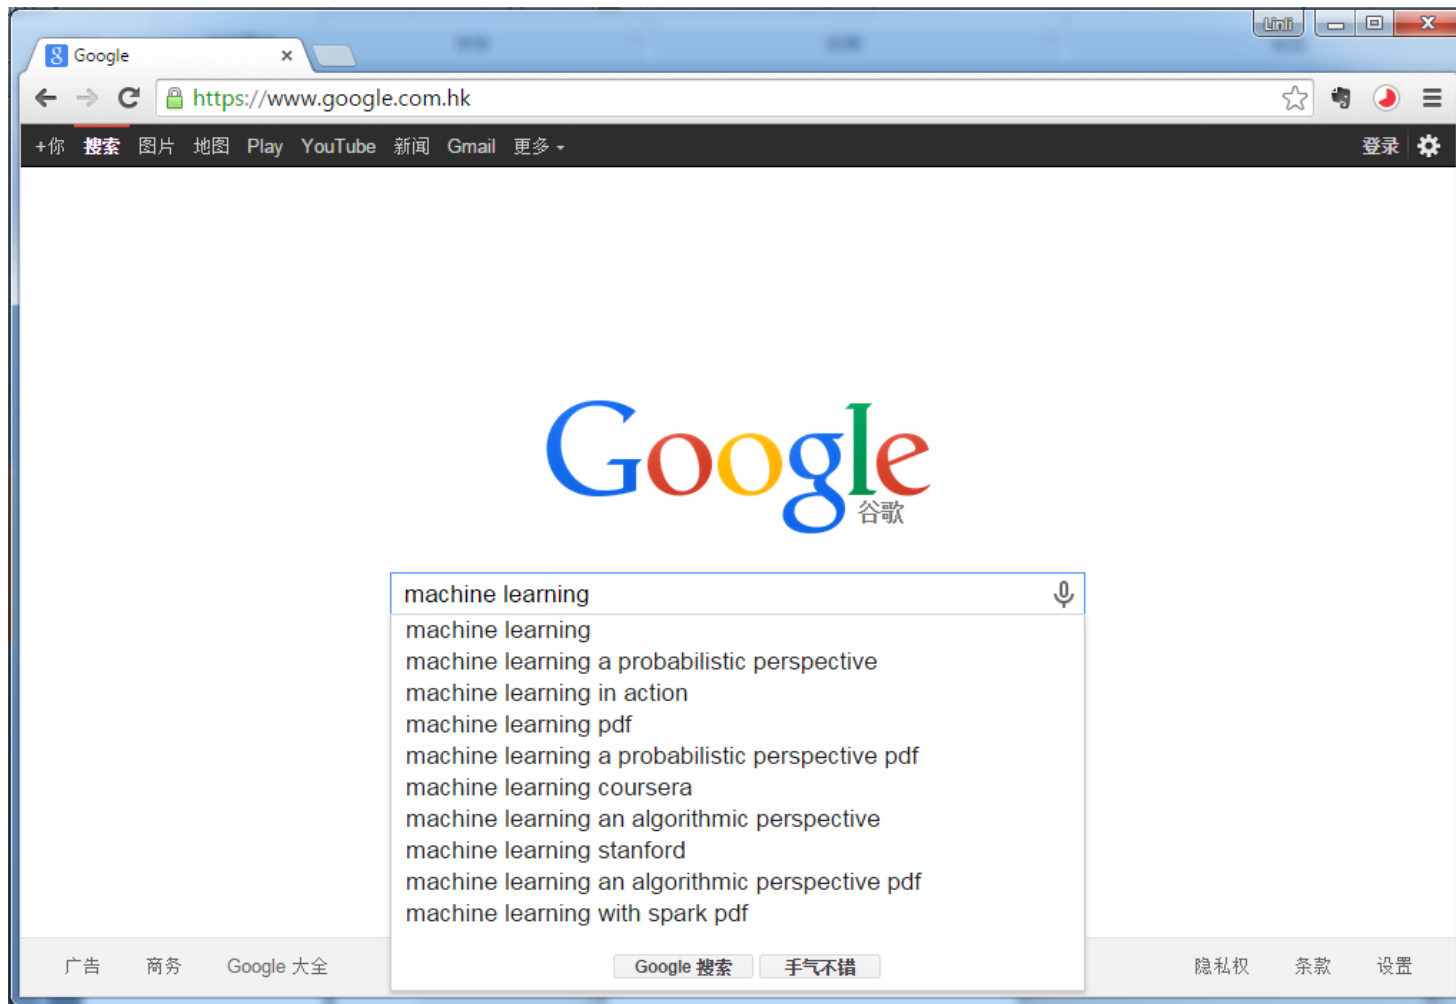 Linli
Google
https://www.google.com.hk
+你 搜索 图片 地图 Play YouTube 新闻 Gmail 更多 登录
Google
谷歌
machine learning
machine learning
machine learning a probabilistic perspective
machine learning in action
machine learning pdf
machine learning a probabilistic perspective pdf
machine learning coursera
machine learning an algorithmic perspective
machine learning stanford
machine learning an algorithmic perspective pdf
machine learning with spark pdf
Google 搜索 手气不错
广告 商务 Google 大全 隐私权 条款 设置